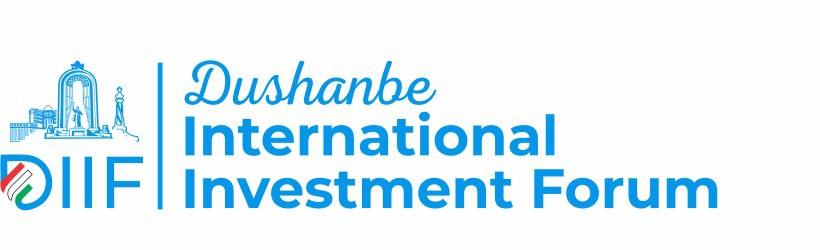 DIIF
Dushanbe
International
Investment Forum